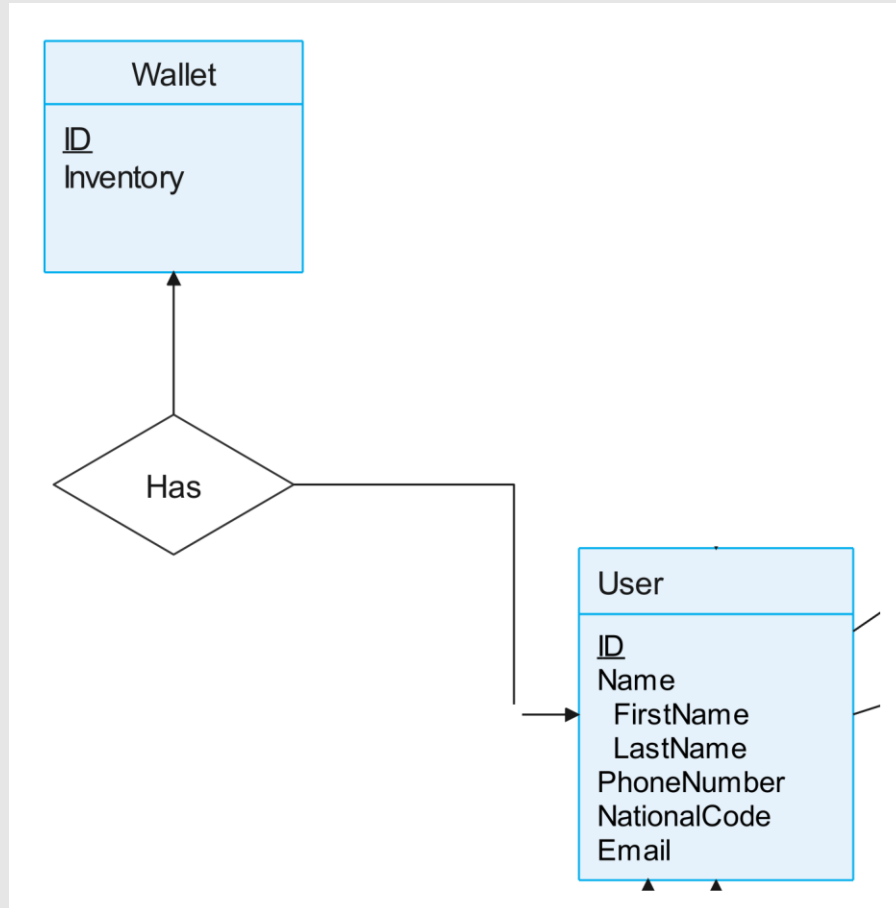 Wallet
ID
Inventory
Has
User
ID
Name
FirstName
LastName
PhoneNumber
NationalCode
Email